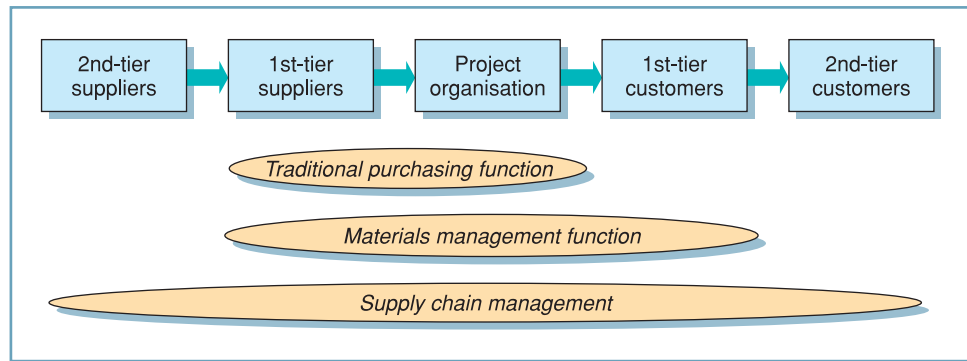 2nd-tier
suppliers
1st-tier
suppliers
Project
organisation
1st-tier
customers
2nd-tier
customers
Traditional purchasing function
Materials management function
Supply chain management